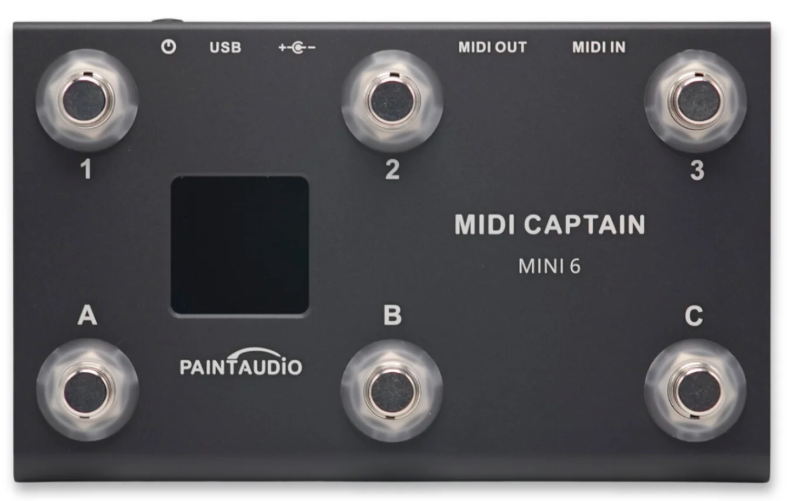 USB
MIDI OUT
MIDI IN
1
2
3
MIDI CAPTAIN
MINI 6
A
B
C
PAINTAUDiO